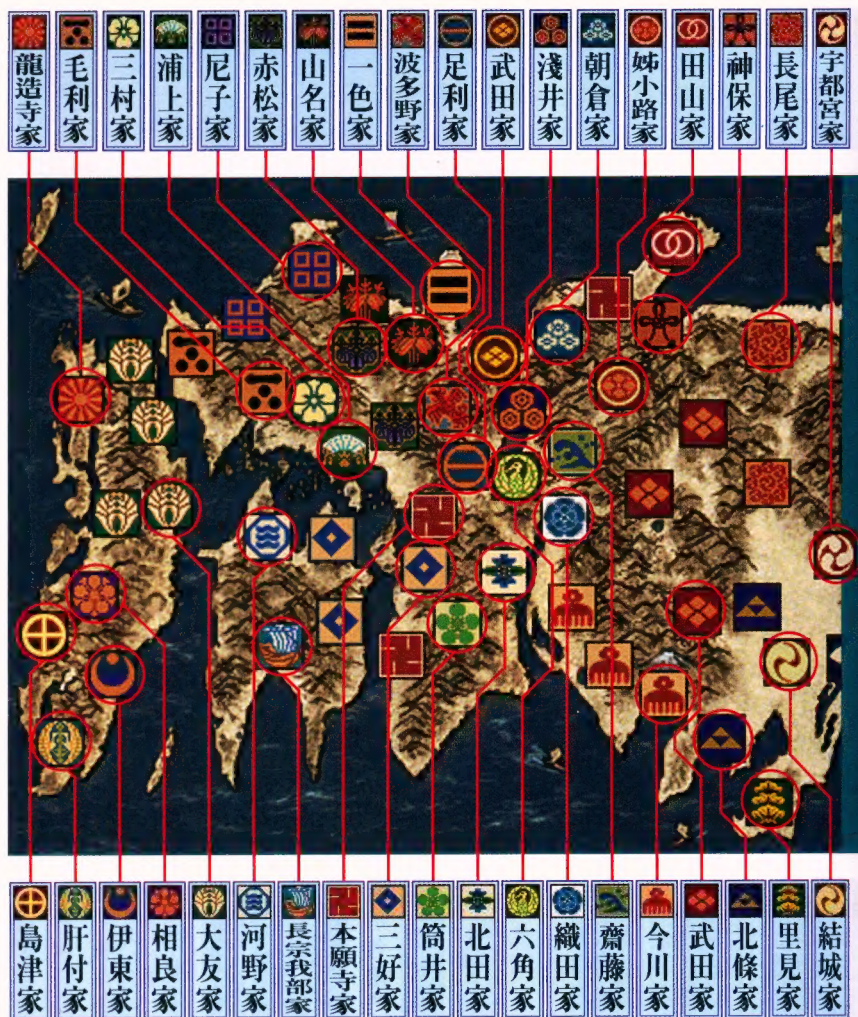 龍造寺家
毛利家
三村家
浦上家
尼子家
赤松家
山名家
一色家
波多野家
足利家
武田家
淺井家
朝倉家
姊小路家
田山家
神保家
長尾家
宇都宮家
島津家
肝付家
伊東家
相良家
大友家
河野家
長宗我部家
本願寺家
三好家
筒井家
北田家
六角家
織田家
齋藤家
今川家
武田家
北條家
里見家
結城家